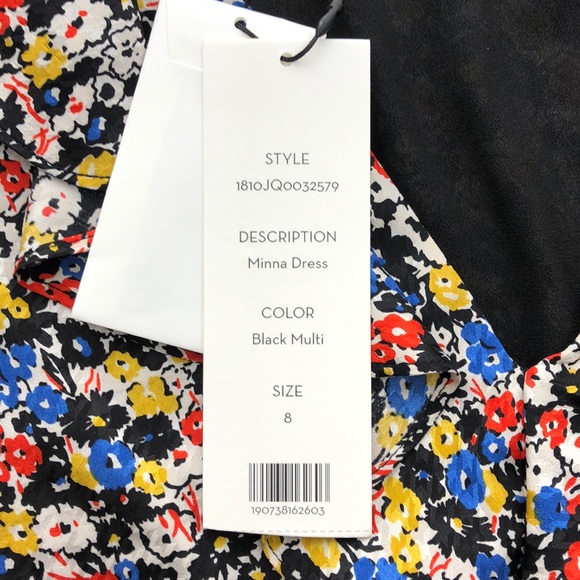 STYLE
1810JQ0032579
DESCRIPTION
Minna Dress
COLOR
Black Multi
SIZE
8
190738162603